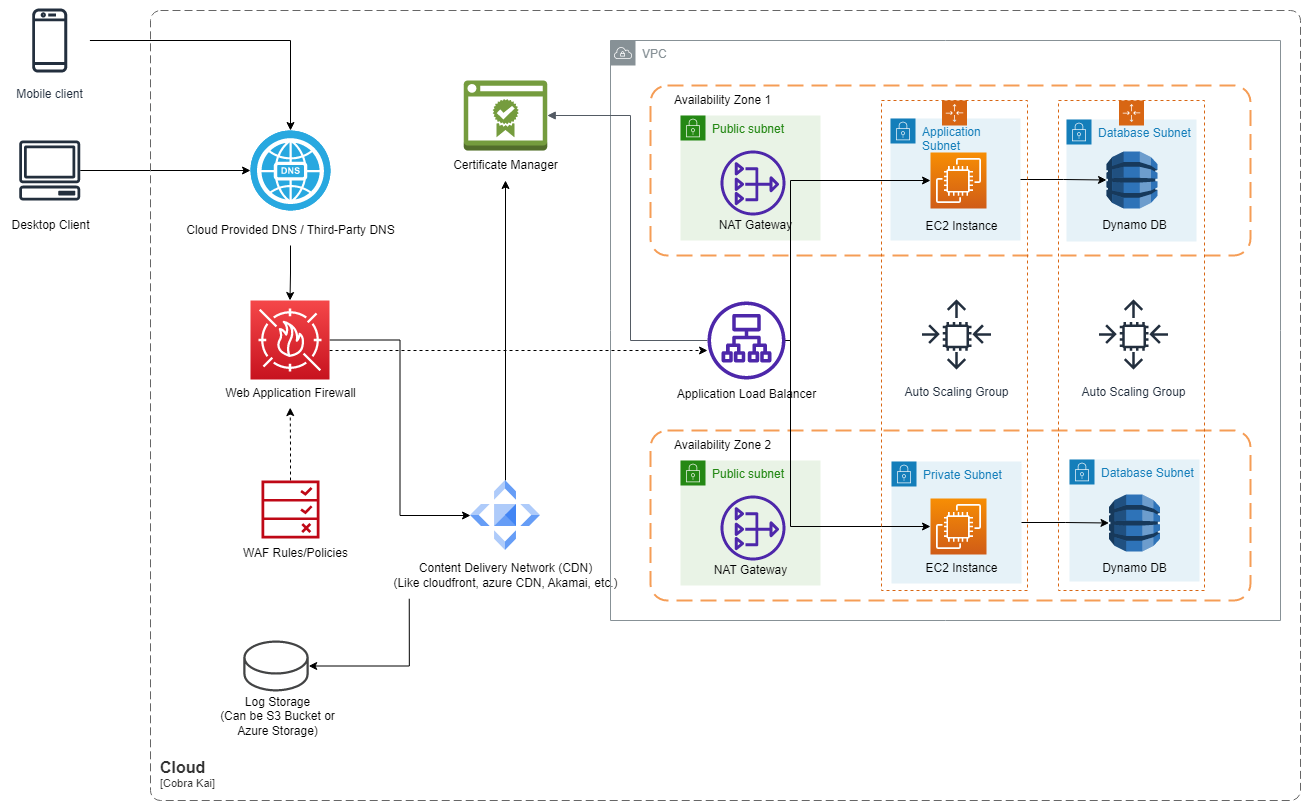 Mobile client
Desktop Client
DNS
Cloud Provided DNS / Third-Party DNS
Web Application Firewall
WAF Rules/Policies
Certificate Manager
Content Delivery Network (CDN)
(Like cloudfront, azure CDN, Akamai, etc.)
Log Storage
(Can be S3 Bucket or
Azure Storage)
Cloud
[Cobra Kai]
VPC
Availability Zone 1
Public subnet
NAT Gateway
Application
Subnet
EC2 Instance
Database Subnet
Dynamo DB
Application Load Balancer
Auto Scaling Group
Auto Scaling Group
Availability Zone 2
Public subnet
NAT Gateway
Private Subnet
EC2 Instance
Database Subnet
Dynamo DB